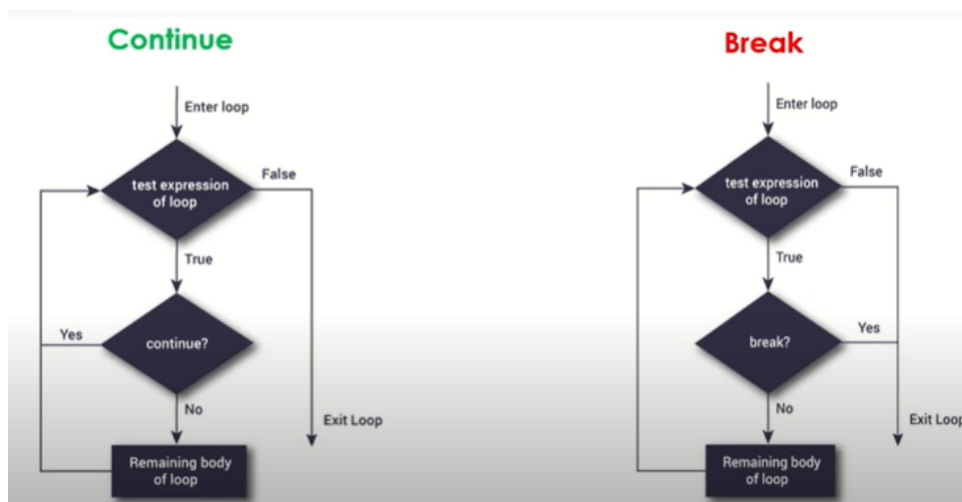 Continue
Enter loop
test expression
of loop
False
True
Yes
continue?
No
Exit Loop
Remaining body
of loop
Break
Enter loop
test expression
of loop
False
True
Yes
break?
No
Exit Loop
Remaining body
of loop